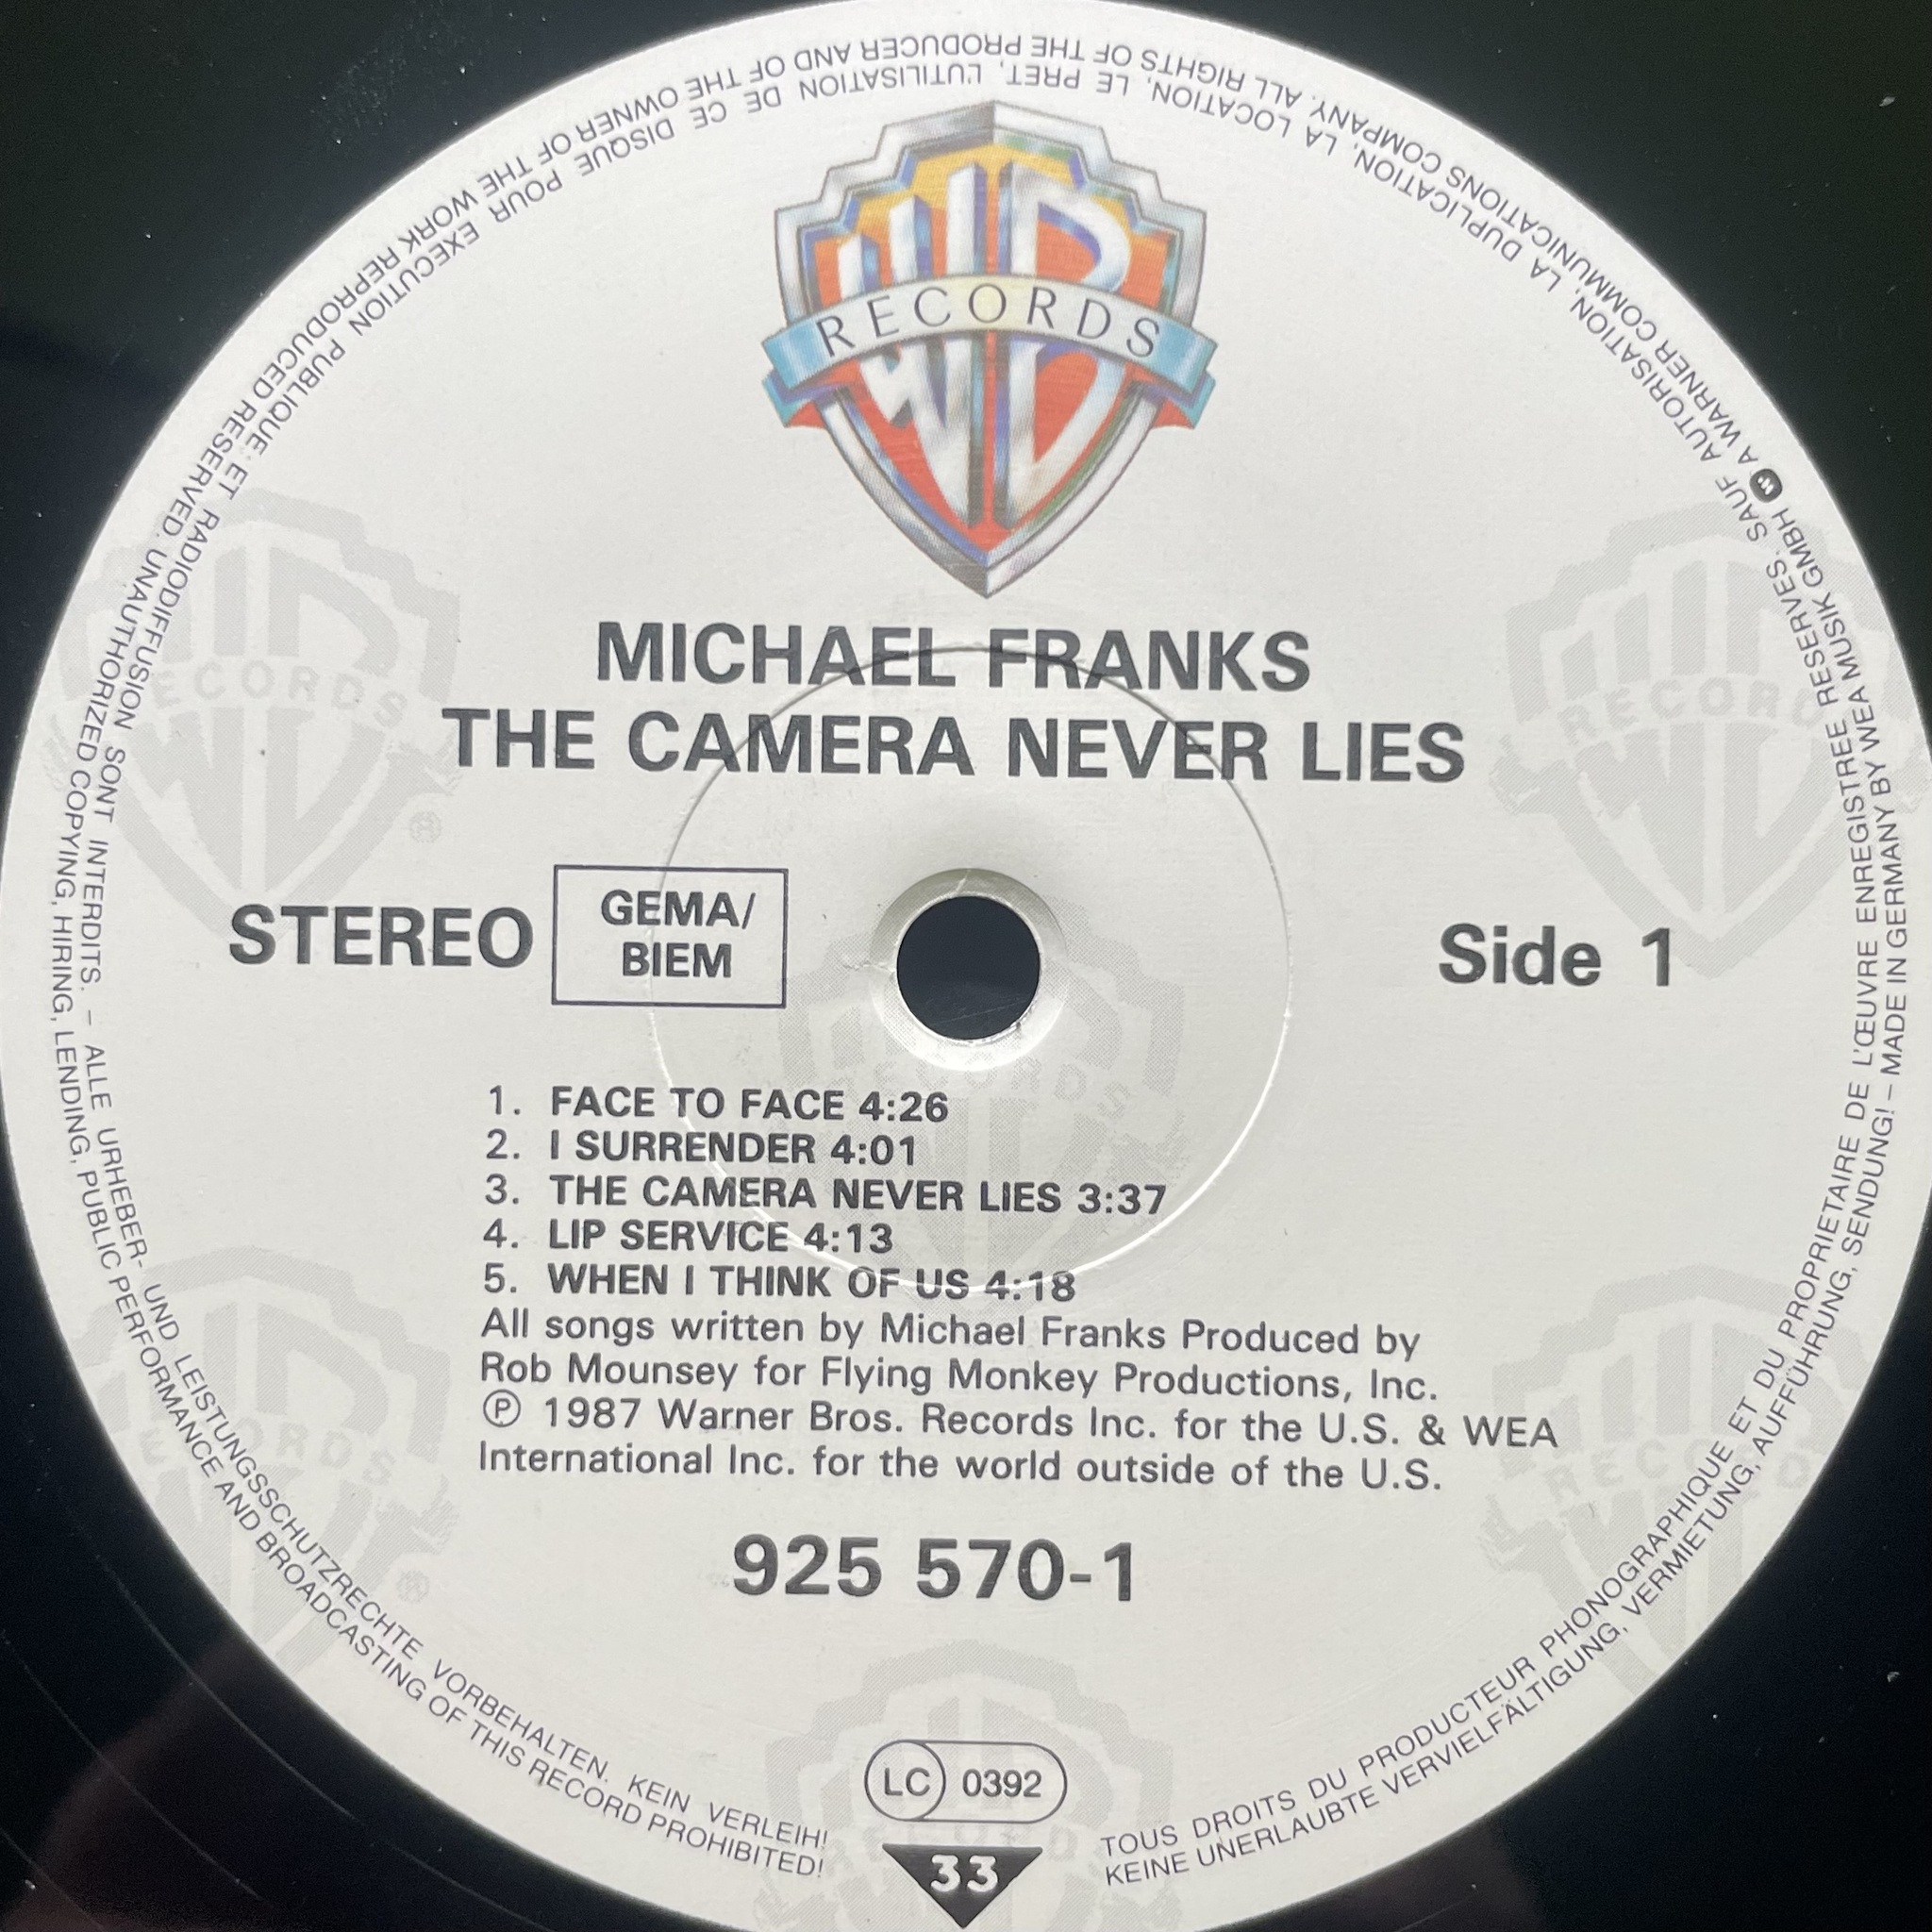 WB
RECORDS
MICHAEL FRANKS
THE CAMERA NEVER LIES
STEREO
GEMA/
BIEM
Side 1
1. FACE TO FACE 4:26
2. I SURRENDER 4:01
3. THE CAMERA NEVER LIES 3:37
4. LIP SERVICE 4:13
5. WHEN I THINK OF US 4:18
All songs written by Michael Franks Produced by
Rob Mounsey for Flying Monkey Productions, Inc.
Ⓟ 1987 Warner Bros. Records Inc. for the U.S. & WEA
International Inc. for the world outside of the U.S.
925 570-1
LC 0392
33
TOUS DROITS DU PRODUCTEUR PHONOGRAPHIQUE ET DU PROPRIETAIRE DE L'ŒUVRE ENREGISTREE RESERVES. SAUF AUTORISATION, LA DUPLICATION, LA LOCATION, LE PRET, L'UTILISATION DE CE DISQUE POUR EXECUTION PUBLIQUE ET RADIODIFFUSION SONT INTERDITS. – ALLE URHEBER- UND LEISTUNGSSCHUTZRECHTE VORBEHALTEN. KEIN VERLEIH!
KEINE UNERLAUBTE VERVIELFÄLTIGUNG, VERMIETUNG, AUFFÜHRUNG, SENDUNG! – MADE IN GERMANY BY WEA MUSIK GMBH A WARNER COMMUNICATIONS COMPANY. ALL RIGHTS OF THE PRODUCER AND OF THE OWNER OF THE WORK REPRODUCED RESERVED. UNAUTHORIZED COPYING, HIRING, LENDING, PUBLIC PERFORMANCE AND BROADCASTING OF THIS RECORD PROHIBITED!